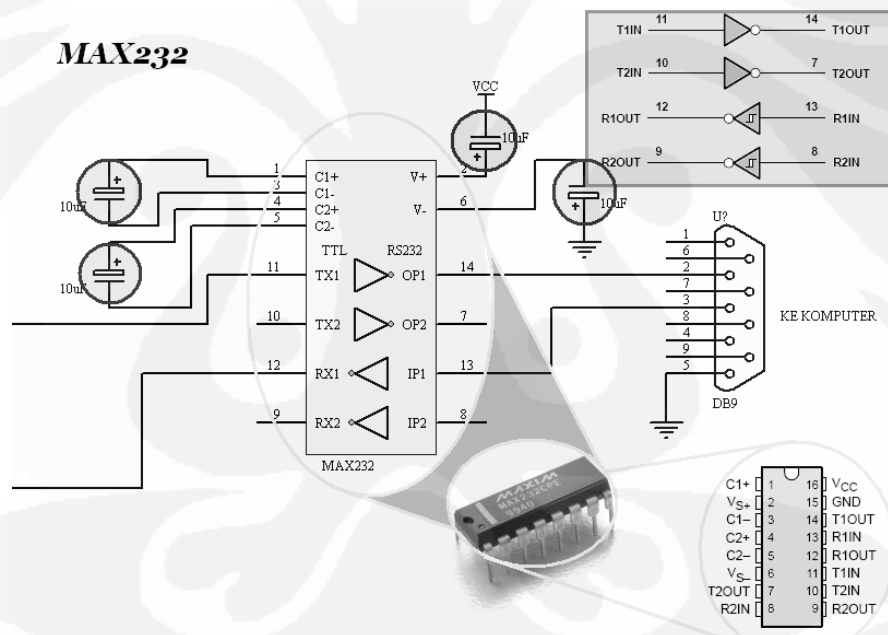 MAX232
T1IN 11 14 T1OUT
T2IN 10 7 T2OUT
R1OUT 12 13 R1IN
R2OUT 9 8 R2IN
VCC
10uF
10uF
10uF
10uF
1 C1+ V+ 2
3 C1-
4 C2+ V- 6
5 C2-
TTL RS232
11 TX1 OP1 14
10 TX2 OP2 7
12 RX1 IP1 13
9 RX2 IP2 8
MAX232
U?
1
6
2
7
3
8
4
9
5
KE KOMPUTER
DB9
MAXIM
MAX232CPE
9940
C1+ 1 16 VCC
VS+ 2 15 GND
C1– 3 14 T1OUT
C2+ 4 13 R1IN
C2– 5 12 R1OUT
VS– 6 11 T1IN
T2OUT 7 10 T2IN
R2IN 8 9 R2OUT